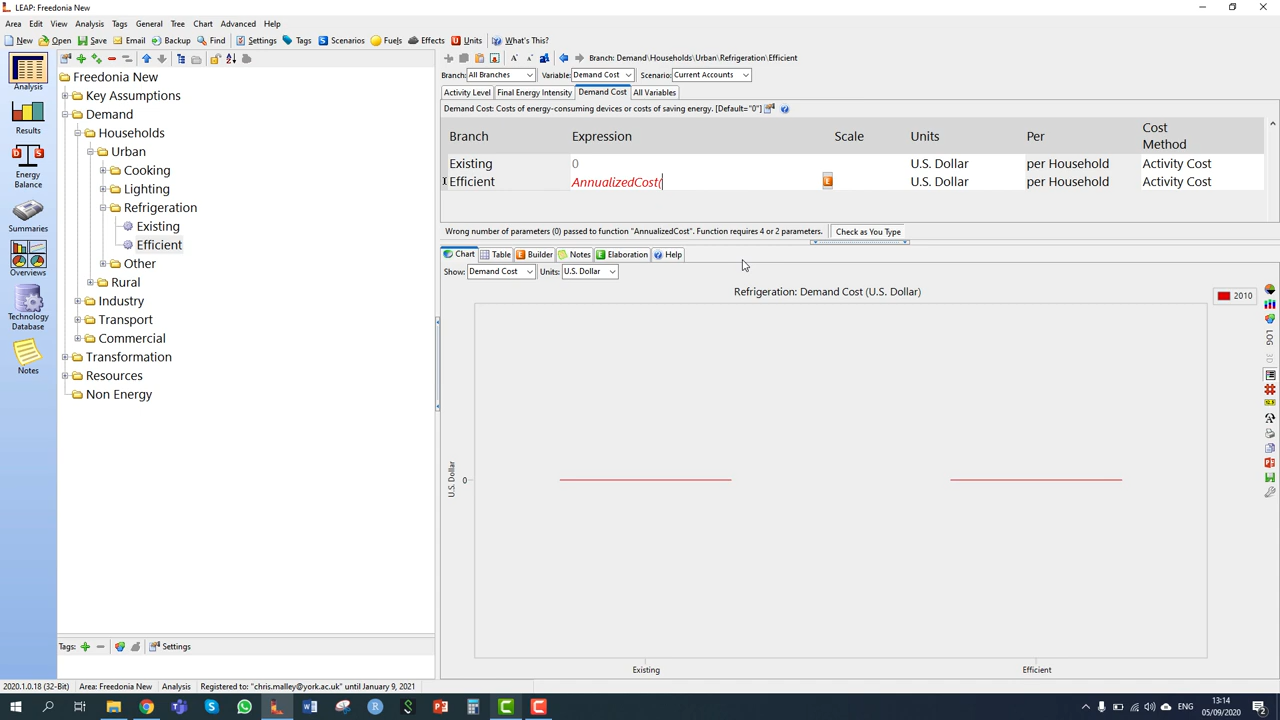 LEAP: Freedonia New
Area Edit View Analysis Tags General Tree Chart Advanced Help
New Open Save Email Backup Find Settings Tags Scenarios Fuels Effects Units What's This?
Analysis
Results
Energy
Balance
Summaries
Overviews
Technology
Database
Notes
Freedonia New
Key Assumptions
Demand
Households
Urban
Cooking
Lighting
Refrigeration
Existing
Efficient
Other
Rural
Industry
Transport
Commercial
Transformation
Resources
Non Energy
Tags: Settings
Branch: Demand\Households\Urban\Refrigeration\Efficient
Branch: All Branches Variable: Demand Cost Scenario: Current Accounts
Activity Level Final Energy Intensity Demand Cost All Variables
Demand Cost: Costs of energy-consuming devices or costs of saving energy. [Default="0"]
Branch Expression Scale Units Per Cost Method
Existing 0 U.S. Dollar per Household Activity Cost
Efficient AnnualizedCost( E U.S. Dollar per Household Activity Cost
Wrong number of parameters (0) passed to function "AnnualizedCost". Function requires 4 or 2 parameters. Check as You Type
Chart Table Builder Notes Elaboration Help
Show: Demand Cost Units: U.S. Dollar
Refrigeration: Demand Cost (U.S. Dollar)
2010
LOG
3D
U.S. Dollar
0
Existing Efficient
2020.1.0.18 (32-Bit) Area: Freedonia New Analysis Registered to: "chris.malley@york.ac.uk" until January 9, 2021
ENG
13:14
05/09/2020